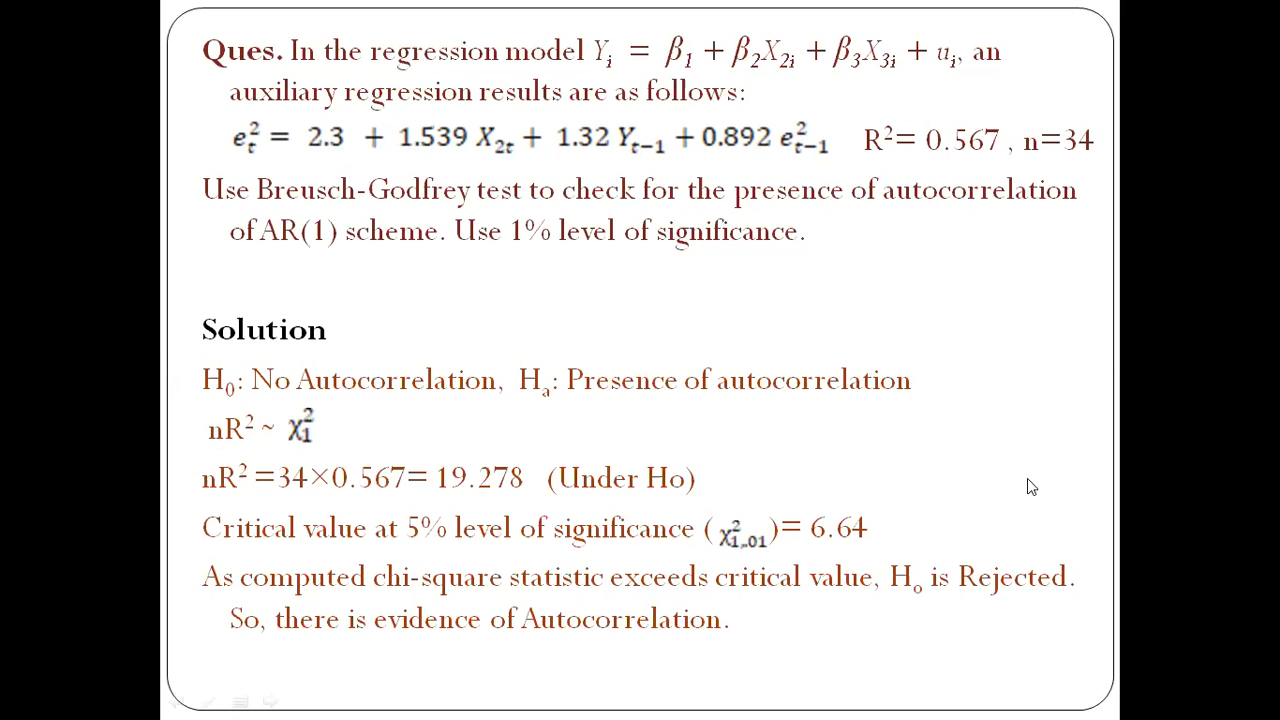 Ques. In the regression model Yᵢ = β₁ + β₂X₂ᵢ + β₃X₃ᵢ + uᵢ, an
auxiliary regression results are as follows:
eₜ² = 2.3 + 1.539 X₂ₜ + 1.32 Yₜ₋₁ + 0.892 e²ₜ₋₁ R²= 0.567 , n=34
Use Breusch-Godfrey test to check for the presence of autocorrelation
of AR(1) scheme. Use 1% level of significance.
Solution
H₀: No Autocorrelation, Hₐ: Presence of autocorrelation
nR² ~ χ₁²
nR² =34×0.567= 19.278 (Under Ho)
Critical value at 5% level of significance (χ²₁,.₀₁)= 6.64
As computed chi-square statistic exceeds critical value, Hₒ is Rejected.
So, there is evidence of Autocorrelation.